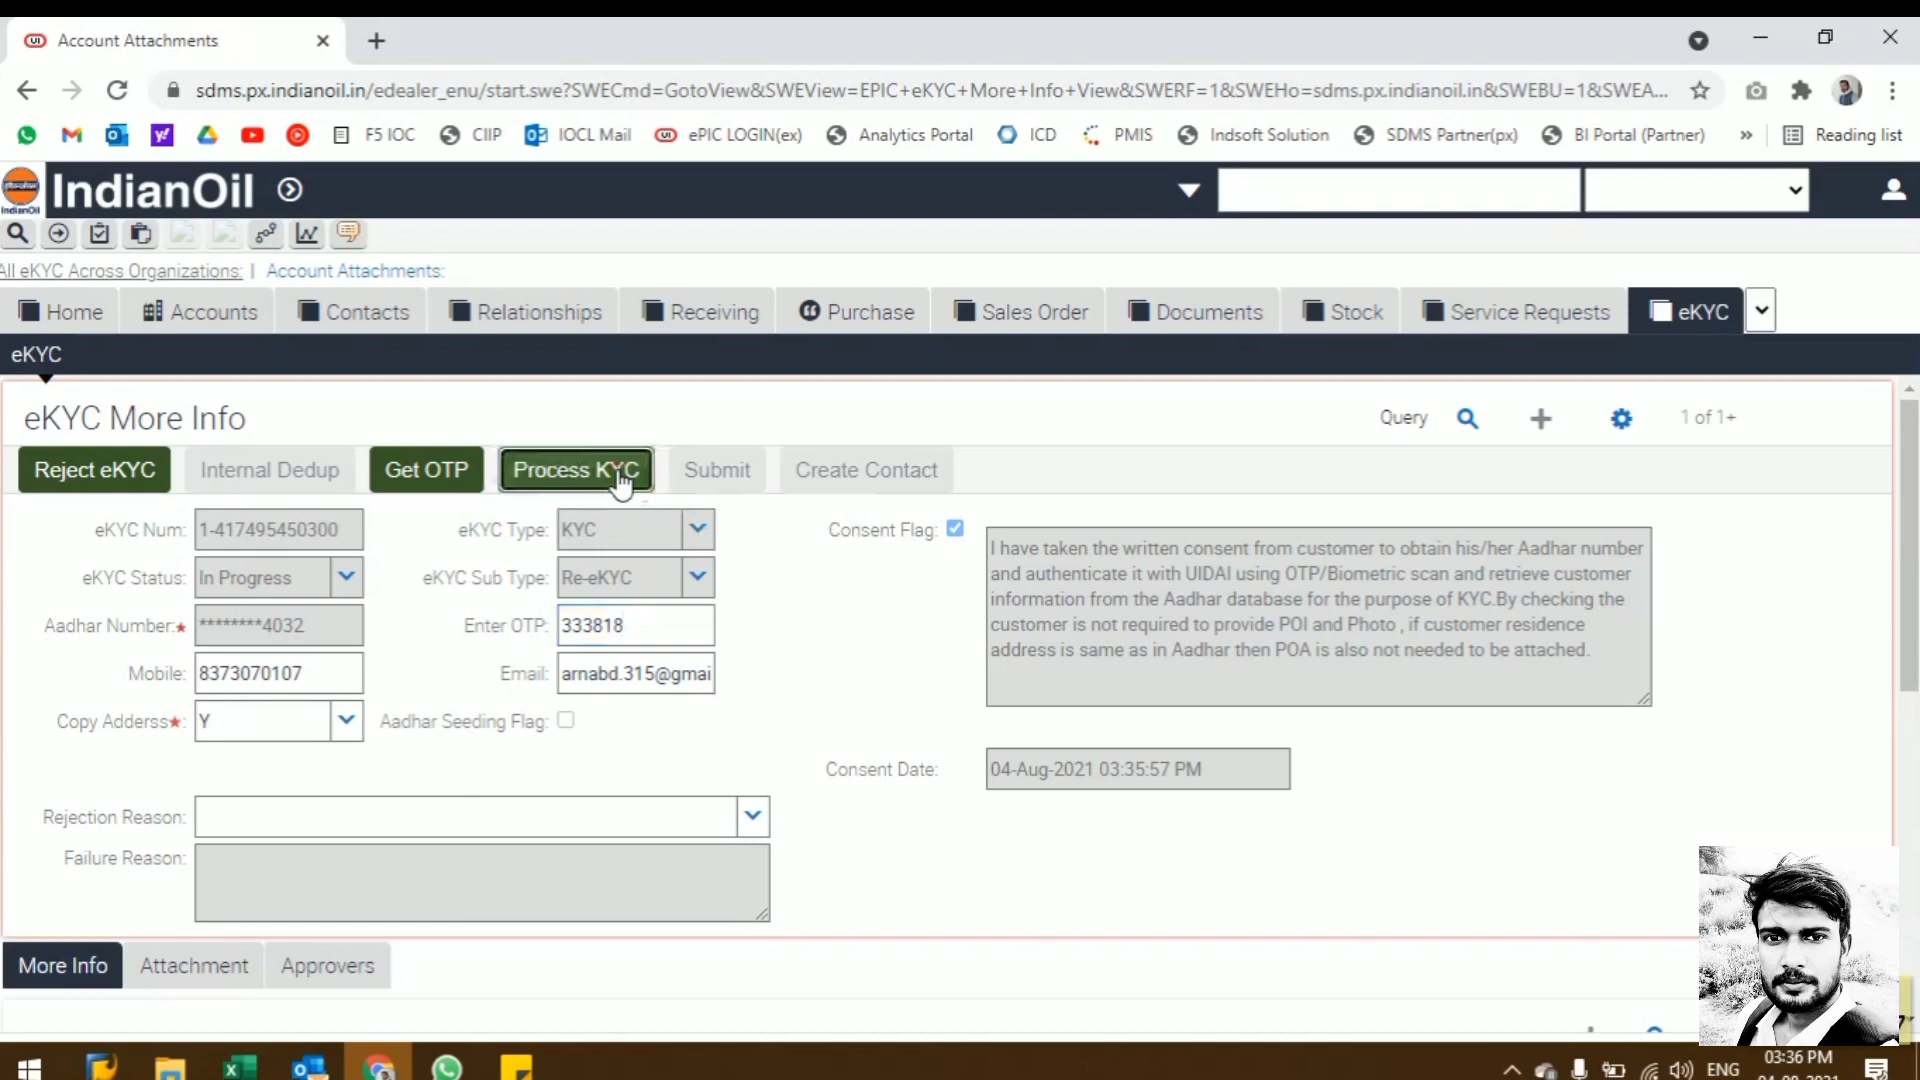 Account Attachments
sdms.px.indianoil.in/edealer_enu/start.swe?SWECmd=GotoView&SWEView=EPIC+eKYC+More+Info+View&SWERF=1&SWEHo=sdms.px.indianoil.in&SWEBU=1&SWEA...
F5 IOC CIIP IOCL Mail ePIC LOGIN(ex) Analytics Portal ICD PMIS Indsoft Solution SDMS Partner(px) BI Portal (Partner) » Reading list
IndianOil IndianOil
All eKYC Across Organizations: | Account Attachments:
Home Accounts Contacts Relationships Receiving Purchase Sales Order Documents Stock Service Requests eKYC
eKYC
eKYC More Info Query 1 of 1+
Reject eKYC Internal Dedup Get OTP Process KYC Submit Create Contact
eKYC Num: 1-417495450300 eKYC Type: KYC Consent Flag:
eKYC Status: In Progress eKYC Sub Type: Re-eKYC
Aadhar Number:* ********4032 Enter OTP: 333818
Mobile: 8373070107 Email: arnabd.315@gmai
Copy Adderss*: Y Aadhar Seeding Flag:
I have taken the written consent from customer to obtain his/her Aadhar number
and authenticate it with UIDAI using OTP/Biometric scan and retrieve customer
information from the Aadhar database for the purpose of KYC.By checking the
customer is not required to provide POI and Photo , if customer residence
address is same as in Aadhar then POA is also not needed to be attached.
Consent Date: 04-Aug-2021 03:35:57 PM
Rejection Reason:
Failure Reason:
More Info Attachment Approvers
ENG 03:36 PM